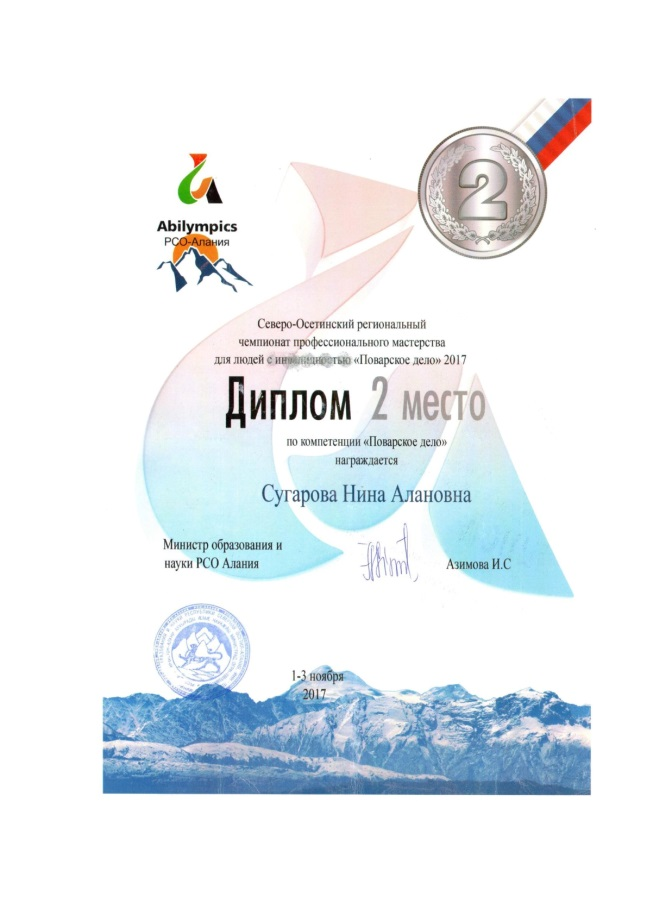 2
Abilympics
РСО-Алания
Северо-Осетинский региональный
чемпионат профессионального мастерства
для людей с инвалидностью «Поварское дело» 2017
Диплом 2 место
по компетенции «Поварское дело»
награждается
Сугарова Нина Алановна
Министр образования и
науки РСО Алания
Азимова И.С
1-3 ноября
2017